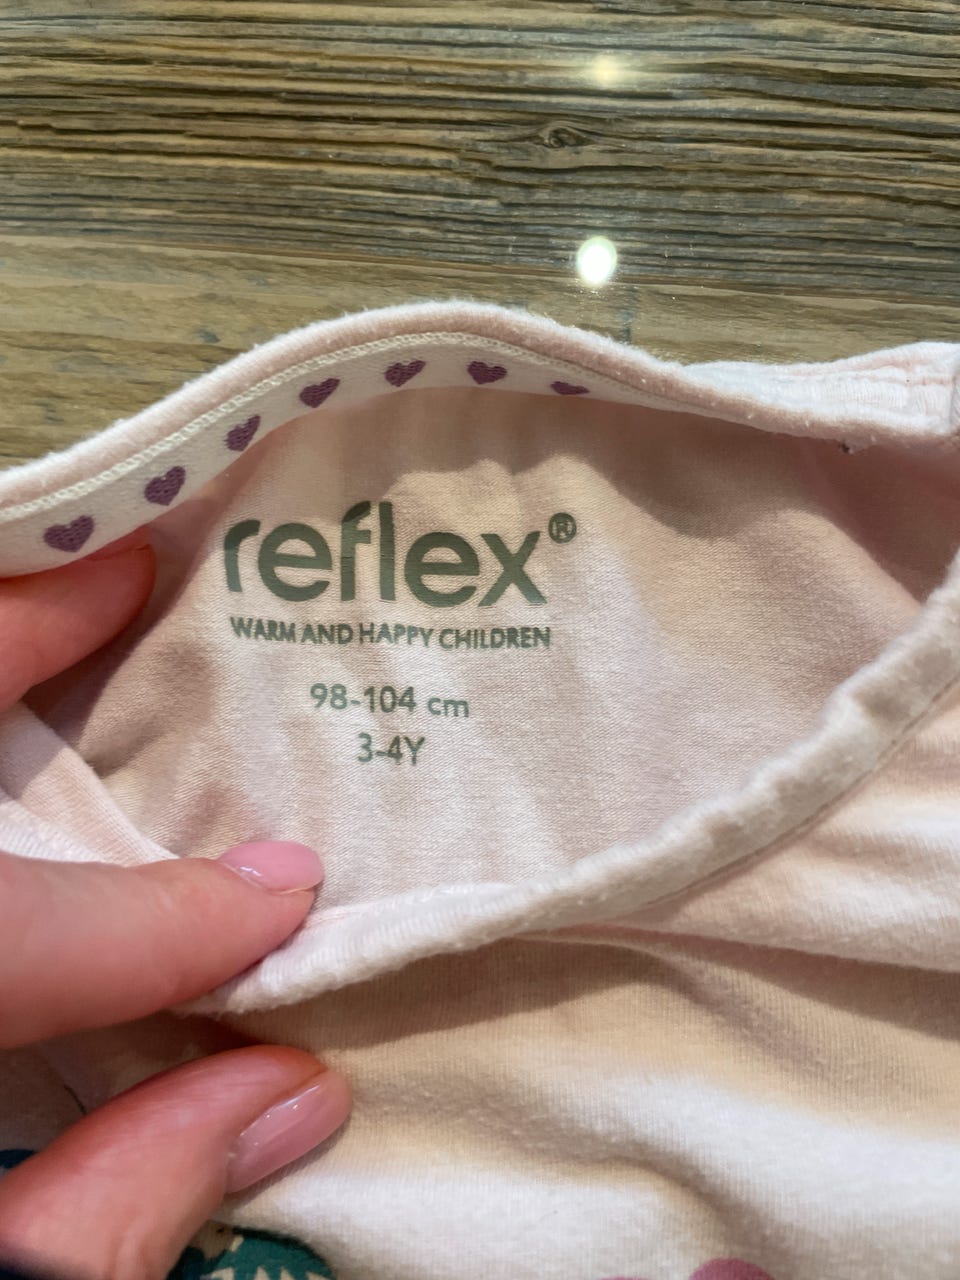 reflex®
WARM AND HAPPY CHILDREN
98-104 cm
3-4Y